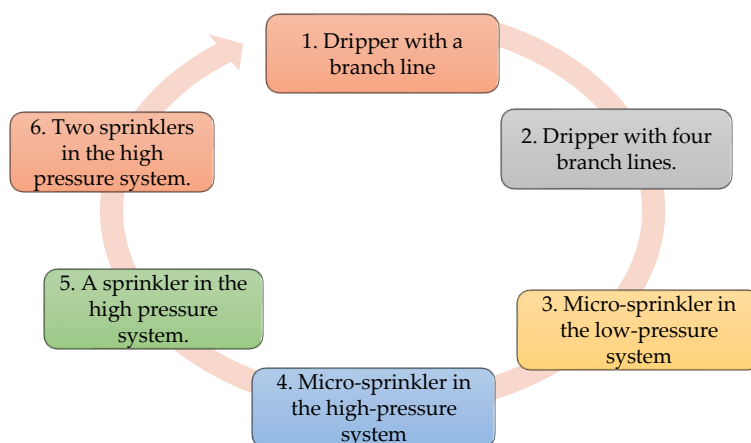 1. Dripper with a
branch line
2. Dripper with four
branch lines.
3. Micro-sprinkler in
the low-pressure
system
4. Micro-sprinkler in
the high-pressure
system
5. A sprinkler in the
high pressure
system.
6. Two sprinklers
in the high
pressure system.